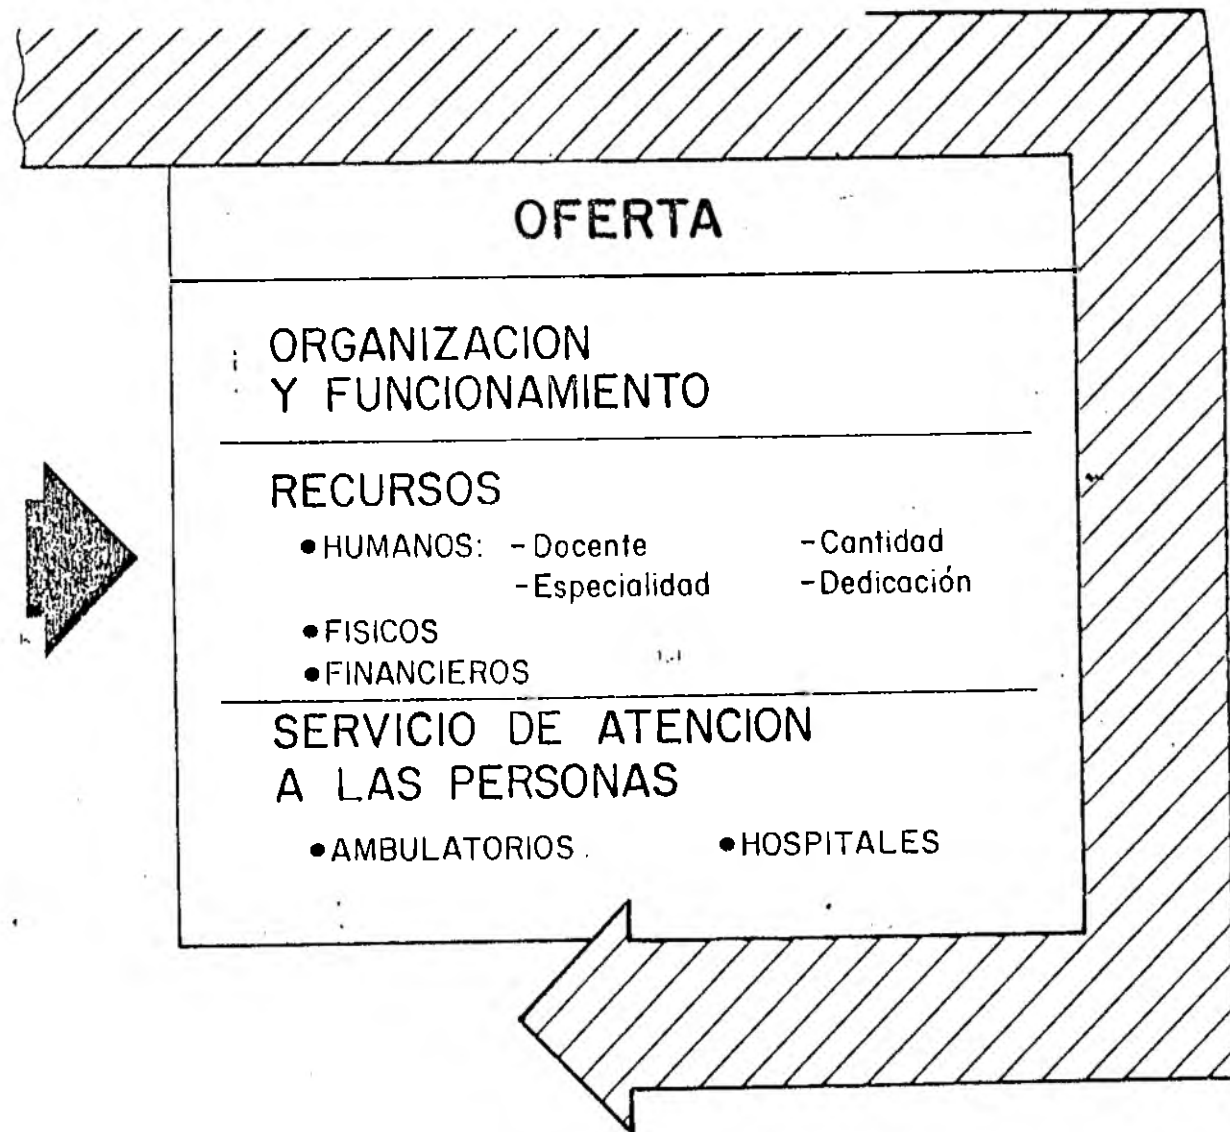 OFERTA
ORGANIZACION
Y FUNCIONAMIENTO
RECURSOS
• HUMANOS: - Docente - Cantidad
- Especialidad - Dedicación
• FISICOS
• FINANCIEROS
SERVICIO DE ATENCION
A LAS PERSONAS
• AMBULATORIOS • HOSPITALES